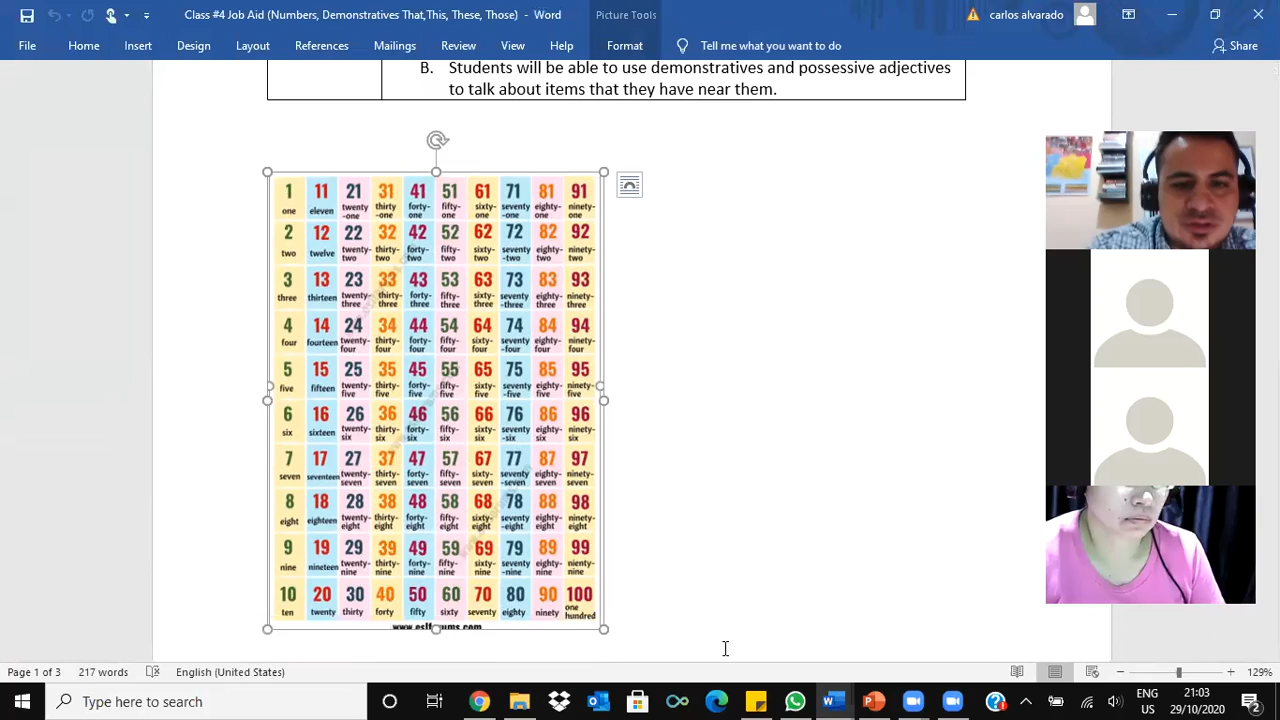 Class #4 Job Aid (Numbers, Demonstratives That,This, These, Those) - Word
Picture Tools
carlos alvarado
File Home Insert Design Layout References Mailings Review View Help Format Tell me what you want to do Share
B. Students will be able to use demonstratives and possessive adjectives
to talk about items that they have near them.
1 11 21 31 41 51 61 71 81 91
one eleven twenty-one thirty-one forty-one fifty-one sixty-one seventy-one eighty-one ninety-one
2 12 22 32 42 52 62 72 82 92
two twelve twenty-two thirty-two forty-two fifty-two sixty-two seventy-two eighty-two ninety-two
3 13 23 33 43 53 63 73 83 93
three thirteen twenty-three thirty-three forty-three fifty-three sixty-three seventy-three eighty-three ninety-three
4 14 24 34 44 54 64 74 84 94
four fourteen twenty-four thirty-four forty-four fifty-four sixty-four seventy-four eighty-four ninety-four
5 15 25 35 45 55 65 75 85 95
five fifteen twenty-five thirty-five forty-five fifty-five sixty-five seventy-five eighty-five ninety-five
6 16 26 36 46 56 66 76 86 96
six sixteen twenty-six thirty-six forty-six fifty-six sixty-six seventy-six eighty-six ninety-six
7 17 27 37 47 57 67 77 87 97
seven seventeen twenty-seven thirty-seven forty-seven fifty-seven sixty-seven seventy-seven eighty-seven ninety-seven
8 18 28 38 48 58 68 78 88 98
eight eighteen twenty-eight thirty-eight forty-eight fifty-eight sixty-eight seventy-eight eighty-eight ninety-eight
9 19 29 39 49 59 69 79 89 99
nine nineteen twenty-nine thirty-nine forty-nine fifty-nine sixty-nine seventy-nine eighty-nine nienty-nine
10 20 30 40 50 60 70 80 90 100
ten twenty thirty forty fifty sixty seventy eighty ninety one hundred
Page 1 of 3 217 words English (United States) 129%
Type here to search
ENG 21:03
US 29/10/2020
2